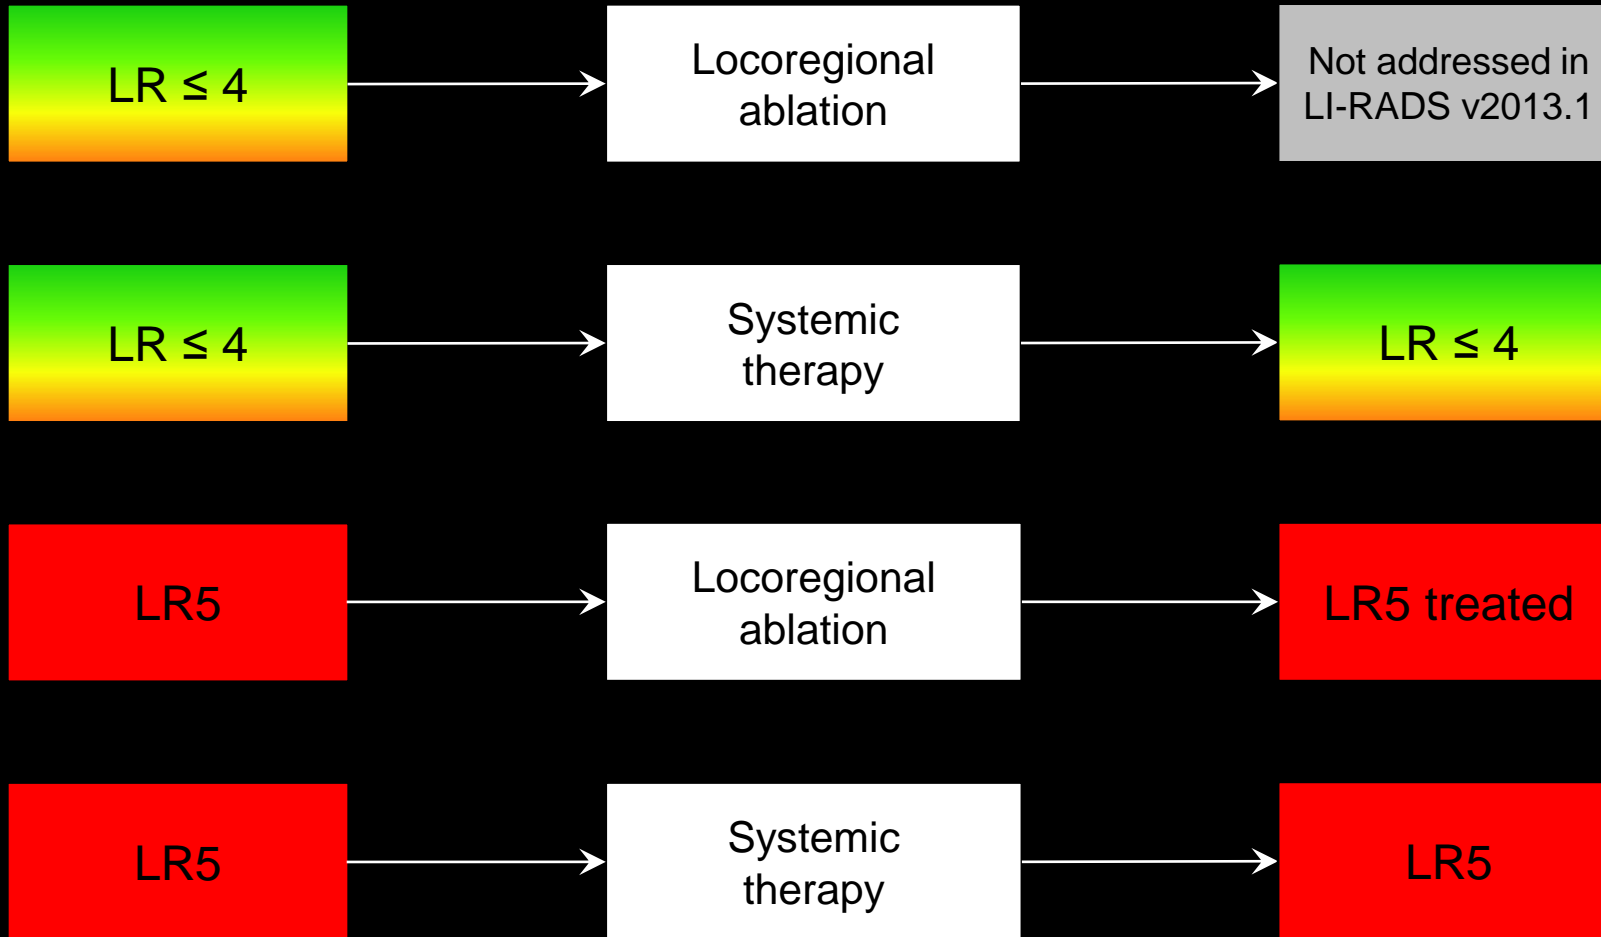 LR ≤ 4
Locoregional
ablation
Not addressed in
LI-RADS v2013.1
LR ≤ 4
Systemic
therapy
LR ≤ 4
LR5
Locoregional
ablation
LR5 treated
LR5
Systemic
therapy
LR5